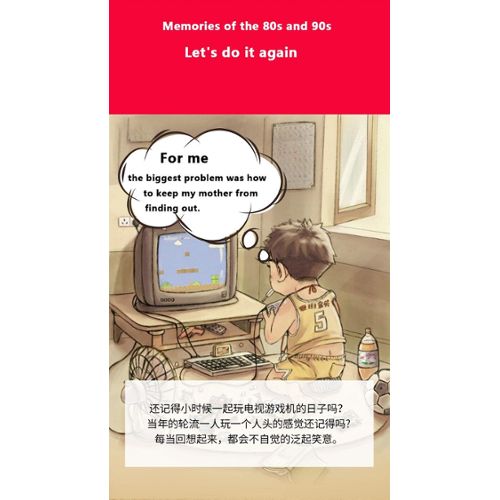 Memories of the 80s and 90s
Let's do it again
For me
the biggest problem was how
to keep my mother from
finding out.
5
还记得小时候一起玩电视游戏机的日子吗?
当年的轮流一人玩一个人头的感觉还记得吗?
每当回想起来，都会不自觉的泛起笑意。